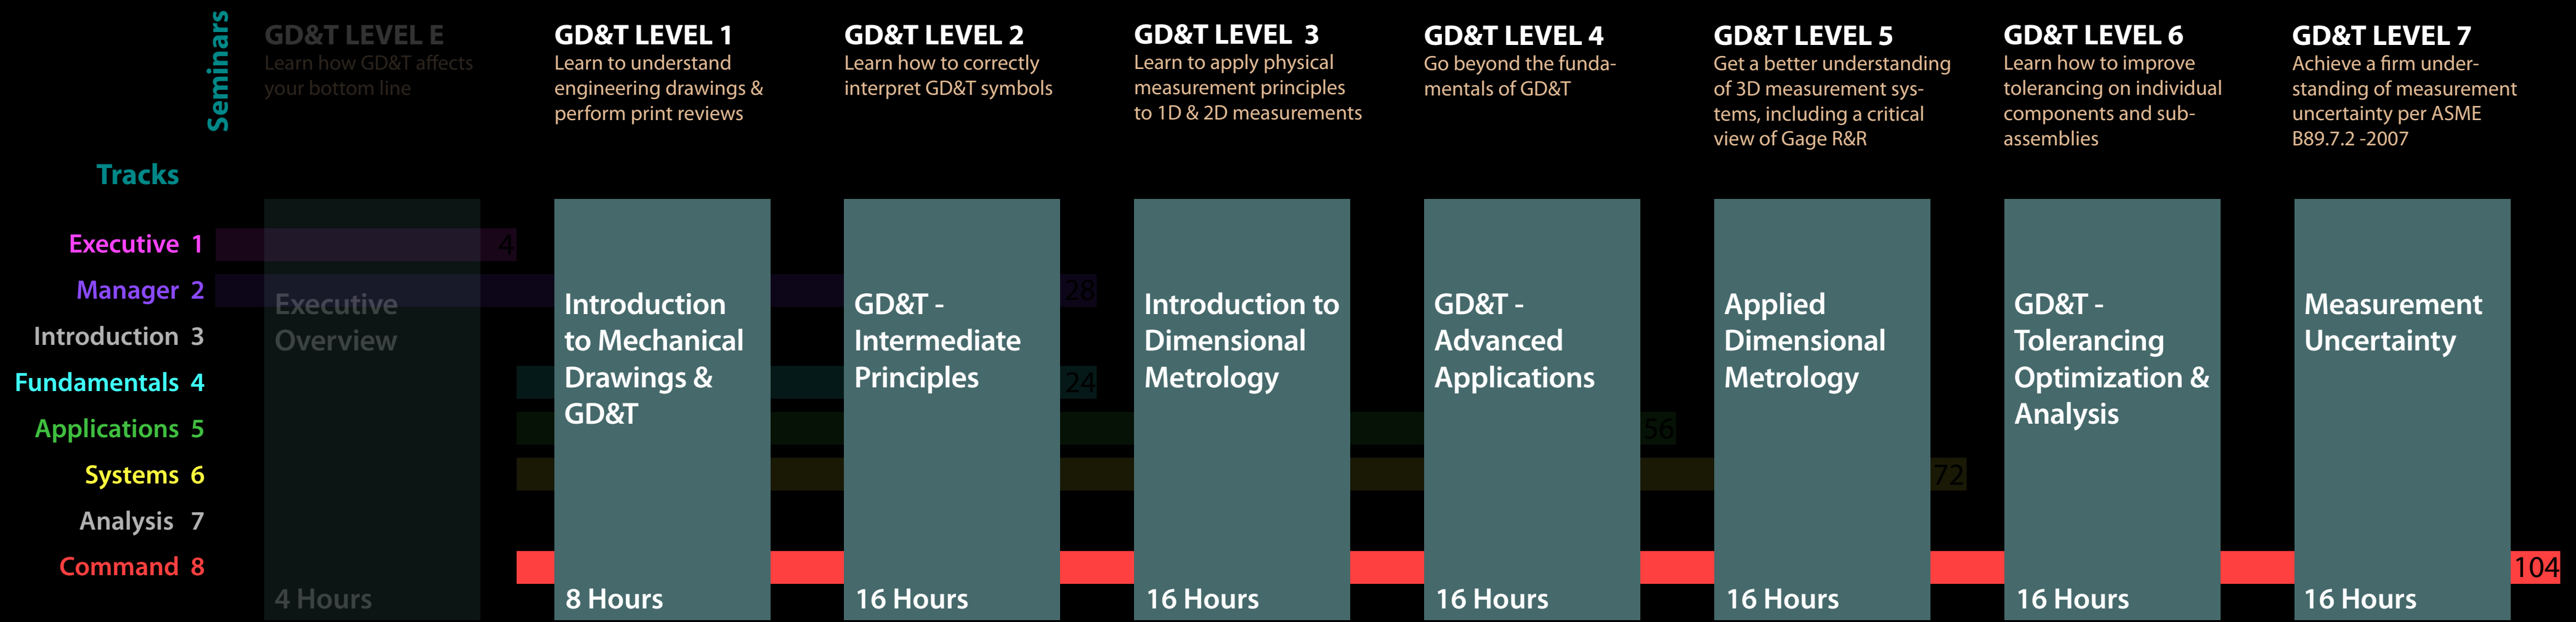 Seminars
GD&T LEVEL E
Learn how GD&T affects
your bottom line
GD&T LEVEL 1
Learn to understand
engineering drawings &
perform print reviews
GD&T LEVEL 2
Learn how to correctly
interpret GD&T symbols
GD&T LEVEL 3
Learn to apply physical
measurement principles
to 1D & 2D measurements
GD&T LEVEL 4
Go beyond the funda-
mentals of GD&T
GD&T LEVEL 5
Get a better understanding
of 3D measurement sys-
tems, including a critical
view of Gage R&R
GD&T LEVEL 6
Learn how to improve
tolerancing on individual
components and sub-
assemblies
GD&T LEVEL 7
Achieve a firm under-
standing of measurement
uncertainty per ASME
B89.7.2 -2007
Tracks
Executive 1
Manager 2
Introduction 3
Fundamentals 4
Applications 5
Systems 6
Analysis 7
Command 8
4
28
24
56
72
104
Executive
Overview
4 Hours
Introduction
to Mechanical
Drawings &
GD&T
8 Hours
GD&T -
Intermediate
Principles
16 Hours
Introduction to
Dimensional
Metrology
16 Hours
GD&T -
Advanced
Applications
16 Hours
Applied
Dimensional
Metrology
16 Hours
GD&T -
Tolerancing
Optimization &
Analysis
16 Hours
Measurement
Uncertainty
16 Hours